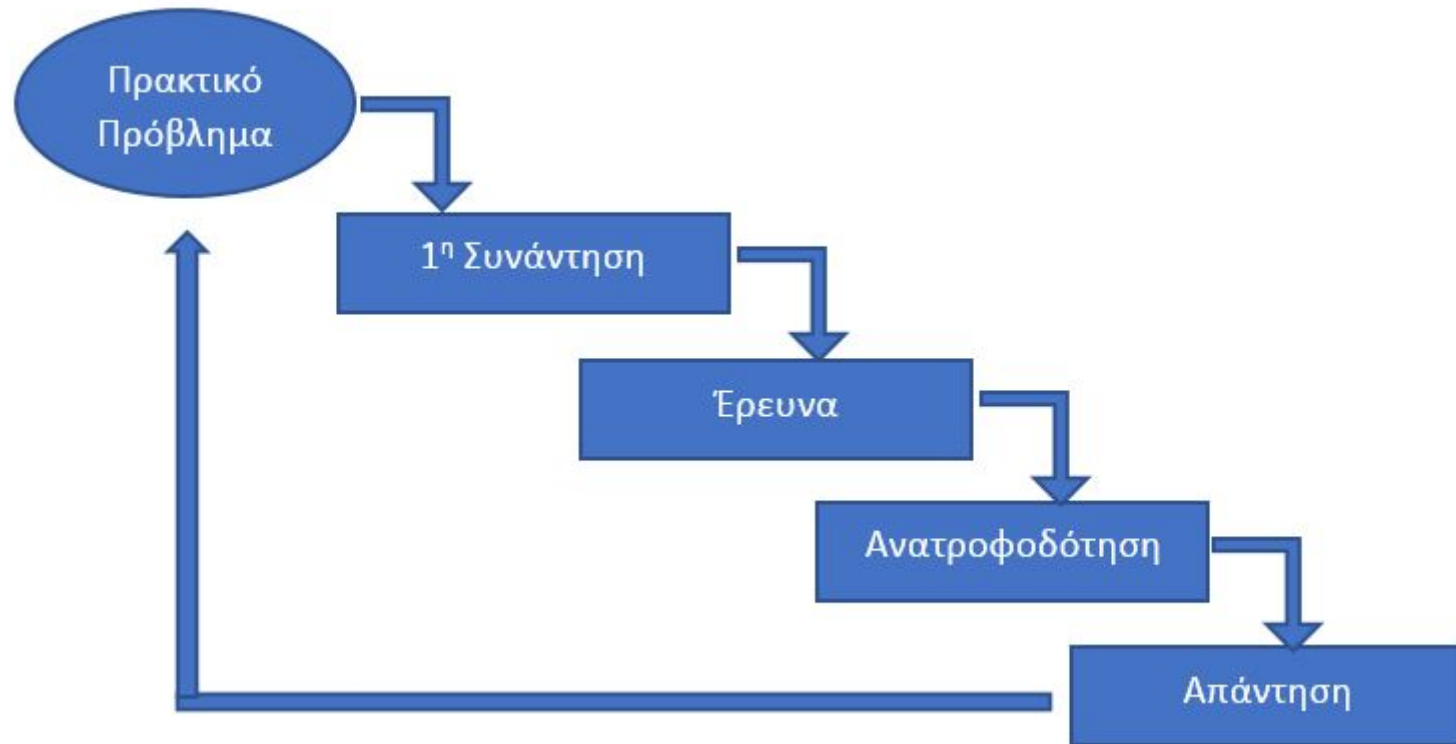 Πρακτικό
Πρόβλημα
1η Συνάντηση
Έρευνα
Ανατροφοδότηση
Απάντηση